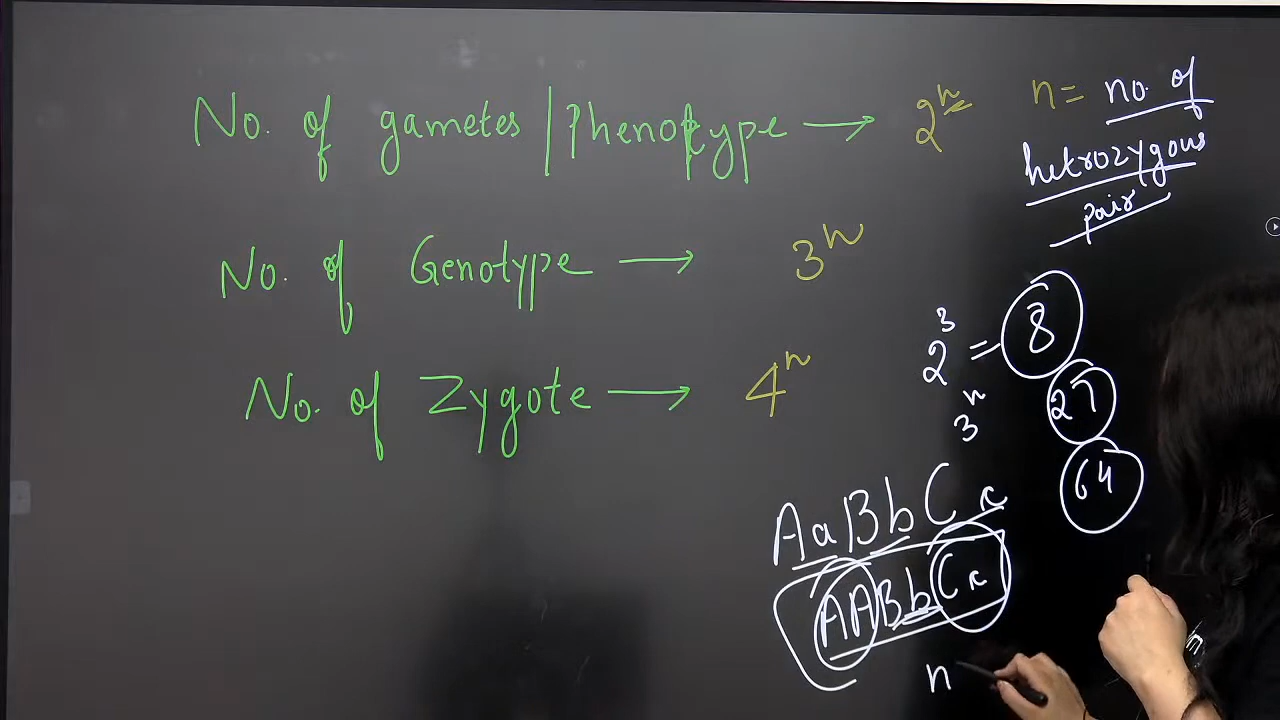 No. of gametes | Phenotype → 2ⁿ
n = no. of
hetrozygous
pair
No. of Genotype → 3ⁿ
2³ = 8
3ⁿ 27
No. of Zygote → 4ⁿ
64
AaBbCc
AABbCc
n